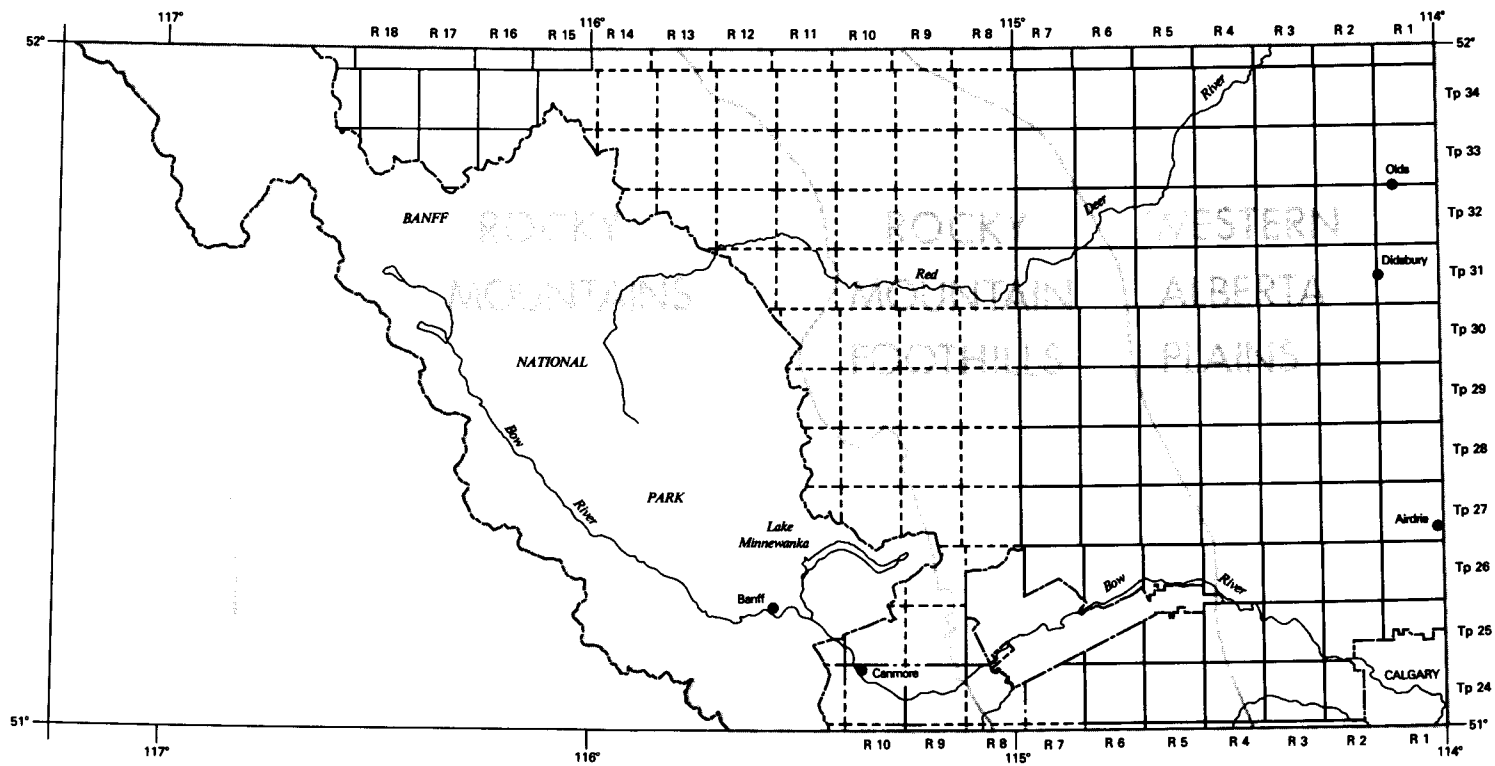 117° 116° 115° 114°
52° R 18 R 17 R 16 R 15 R 14 R 13 R 12 R 11 R 10 R 9 R 8 R 7 R 6 R 5 R 4 R 3 R 2 R 1 52°
River
Tp 34
Tp 33
Olds
Deer
Tp 32
BANFF
ROCKY ROCKY WESTERN
Didsbury
Red
Tp 31
MOUNTAINS MOUNTAIN ALBERTA
Tp 30
NATIONAL
FOOTHILLS PLAINS
Tp 29
Bow
Tp 28
PARK
River
Tp 27
Lake
Minnewanka
Airdrie
Tp 26
Bow River
Banff
Tp 25
Canmore
CALGARY
Tp 24
51° 51°
R 10 R 9 R 8 R 7 R 6 R 5 R 4 R 3 R 2 R 1
117° 116° 115° 114°